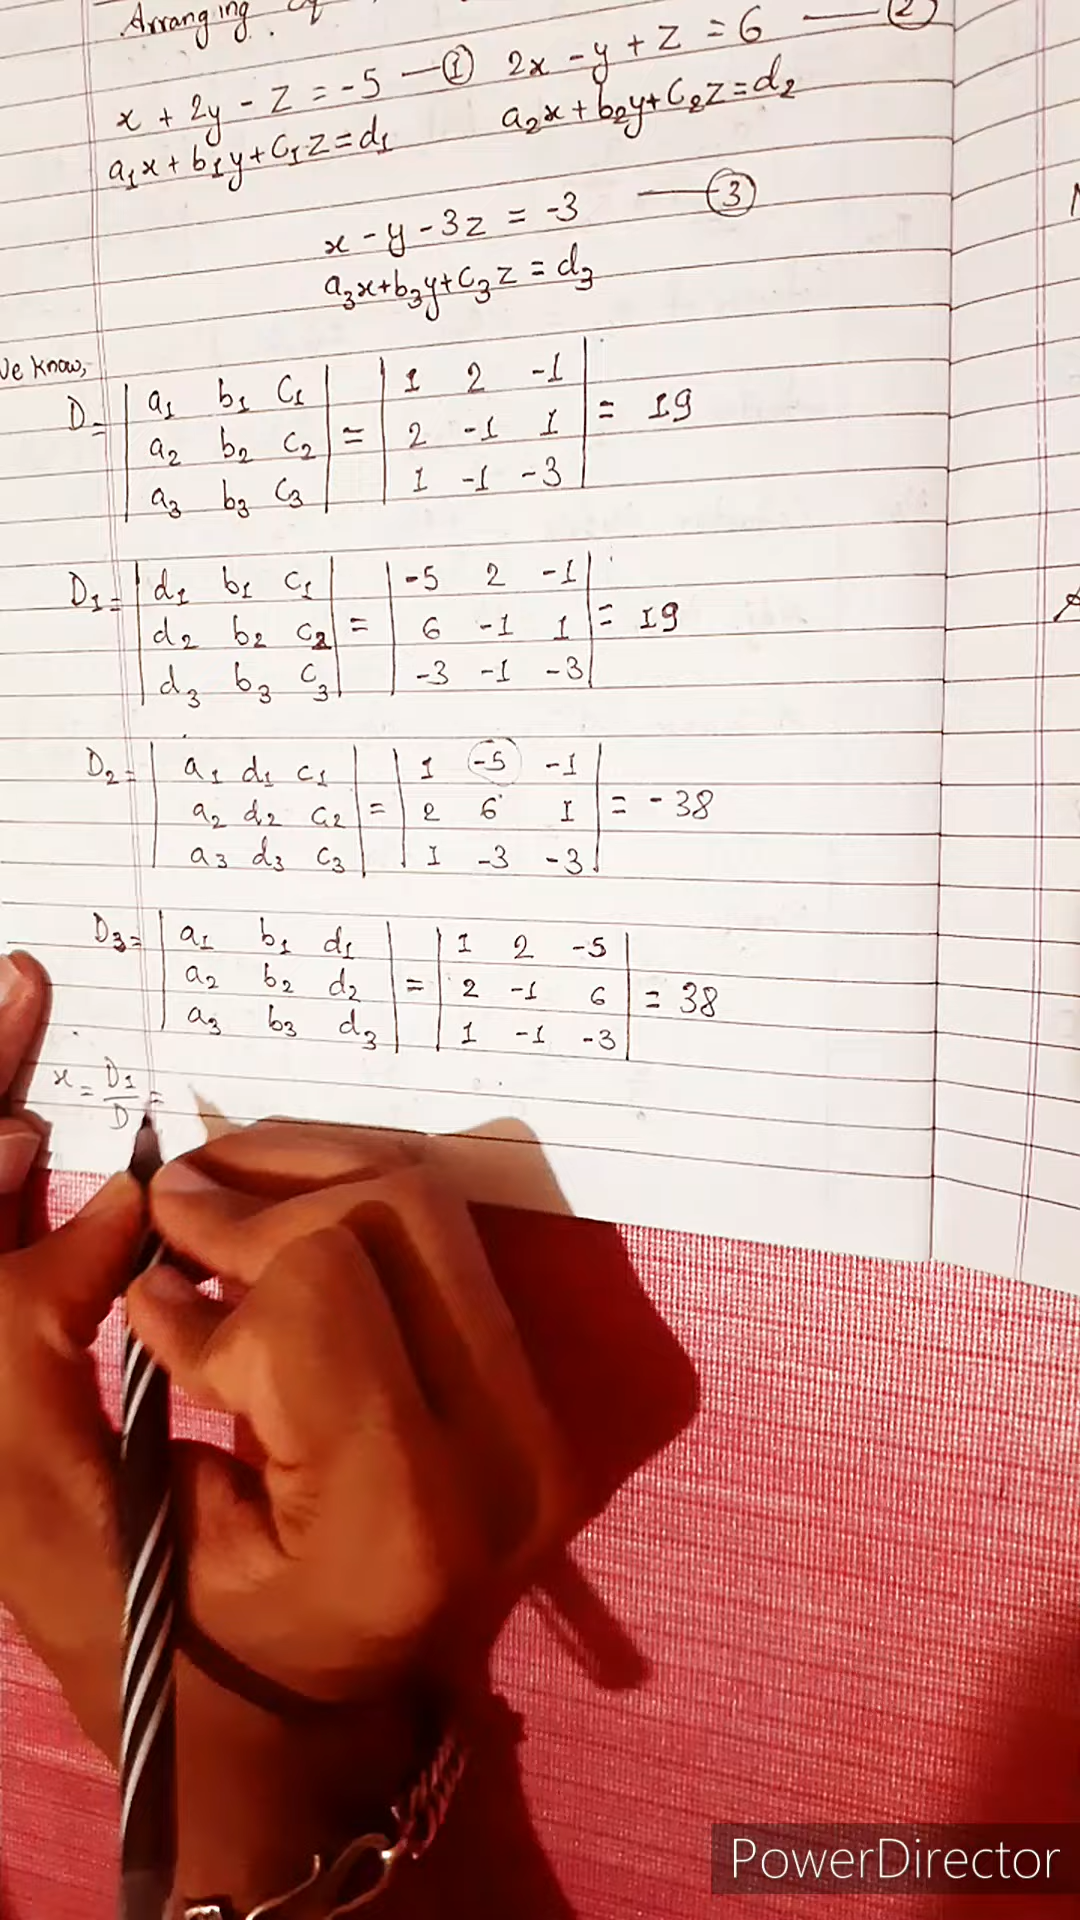 Arranging
x + 2y - z = -5 —① 2x - y + z = 6 —②
a₁x + b₁y + c₁z = d₁ a₂x + b₂y + c₂z = d₂
x - y - 3z = -3 —③
a₃x + b₃y + c₃z = d₃
We know,
D = | a₁ b₁ c₁ | = | 1 2 -1 | = 19
| a₂ b₂ c₂ | | 2 -1 1 |
| a₃ b₃ c₃ | | 1 -1 -3 |
D₁ = | d₁ b₁ c₁ | = | -5 2 -1 | = 19
| d₂ b₂ c₂ | | 6 -1 1 |
| d₃ b₃ c₃ | | -3 -1 -3 |
D₂ = | a₁ d₁ c₁ | = | 1 -5 -1 | = -38
| a₂ d₂ c₂ | | 2 6 1 |
| a₃ d₃ c₃ | | 1 -3 -3 |
D₃ = | a₁ b₁ d₁ | = | 1 2 -5 | = 38
| a₂ b₂ d₂ | | 2 -1 6 |
| a₃ b₃ d₃ | | 1 -1 -3 |
x = D₁/D =
PowerDirector